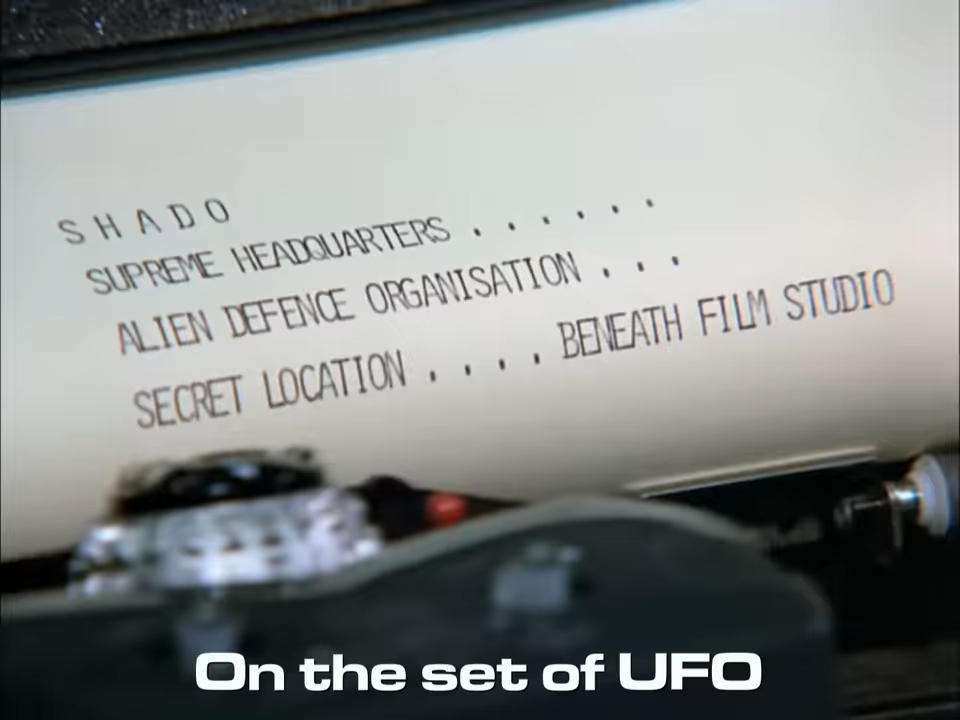 S H A D O
SUPREME HEADQUARTERS . . . . . .
ALIEN DEFENCE ORGANISATION . . .
SECRET LOCATION . . . . BENEATH FILM STUDIO
On the set of UFO